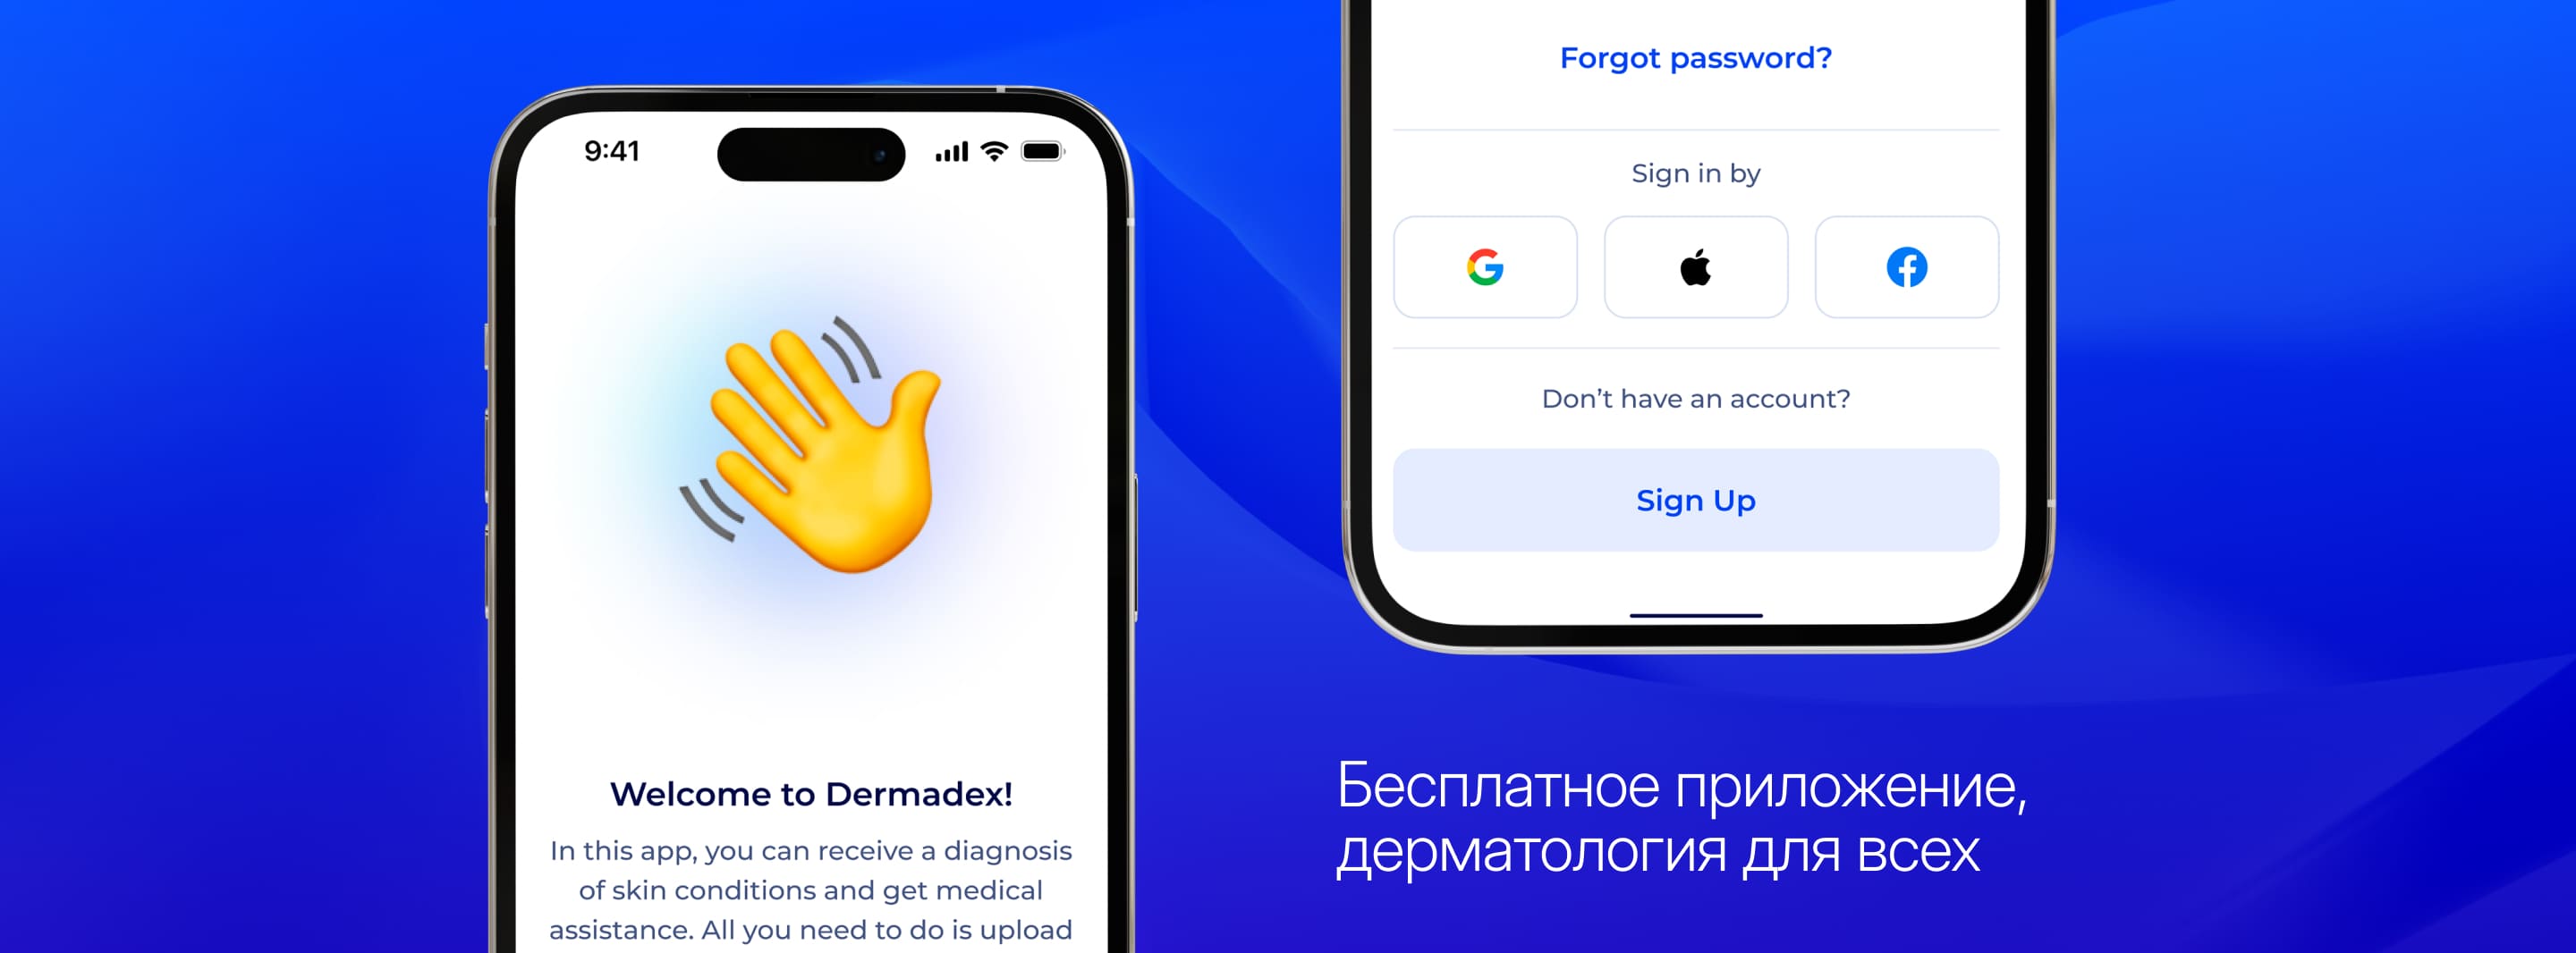 9:41
Welcome to Dermadex!
In this app, you can receive a diagnosis
of skin conditions and get medical
assistance. All you need to do is upload
Forgot password?
Sign in by
Don’t have an account?
Sign Up
Бесплатное приложение,
дерматология для всех